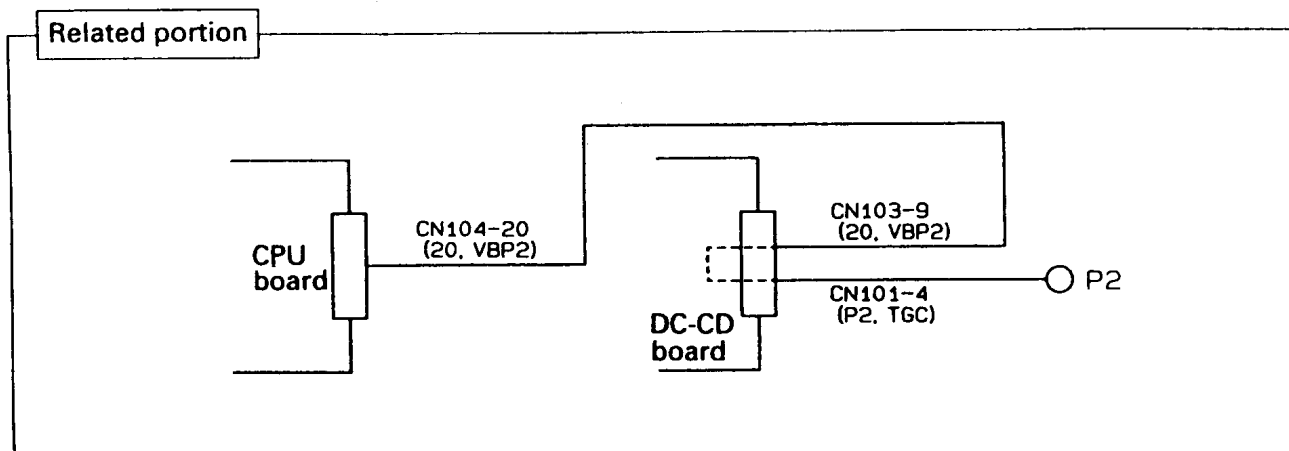 Related portion
CPU
board
CN104-20
(20, VBP2)
DC-CD
board
CN103-9
(20, VBP2)
CN101-4
(P2, TGC)
P2